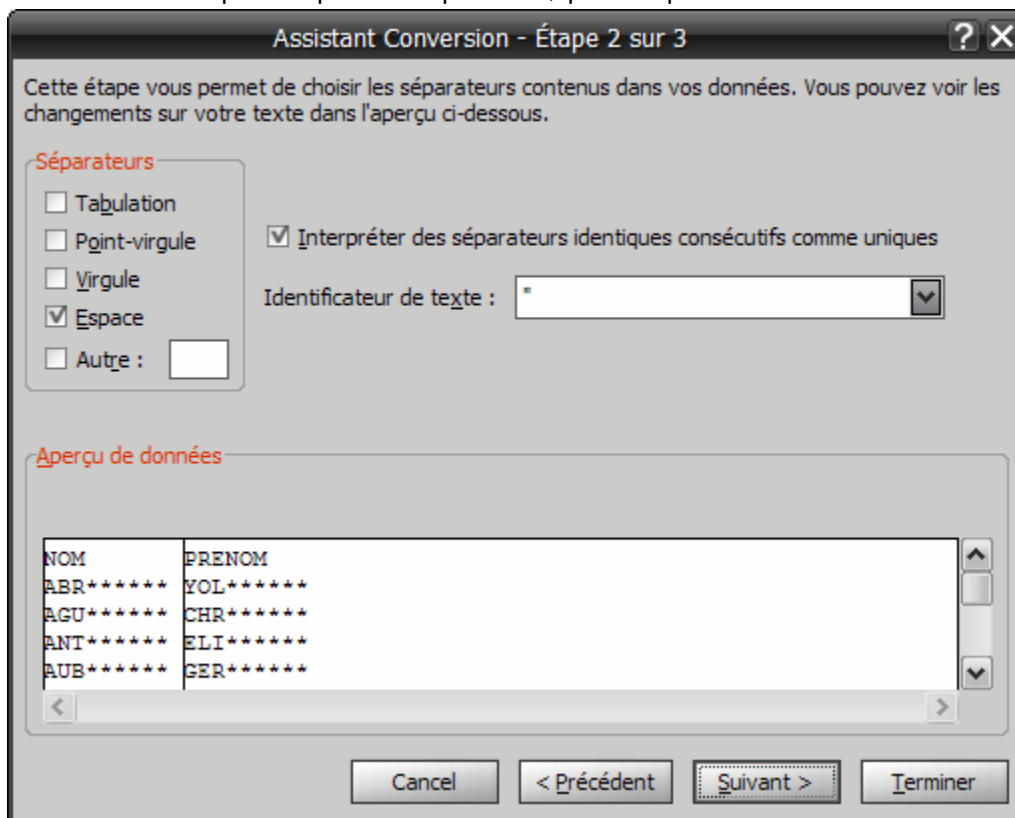 Assistant Conversion - Étape 2 sur 3
Cette étape vous permet de choisir les séparateurs contenus dans vos données. Vous pouvez voir les
changements sur votre texte dans l'aperçu ci-dessous.
Séparateurs
Tabulation
Point-virgule
Interpréter des séparateurs identiques consécutifs comme uniques
Virgule
Identificateur de texte : "
Espace
Autre :
Aperçu de données
NOM PRENOM
ABR****** YOL******
AGU****** CHR******
ANT****** ELI******
AUB****** GER******
Cancel < Précédent Suivant > Terminer